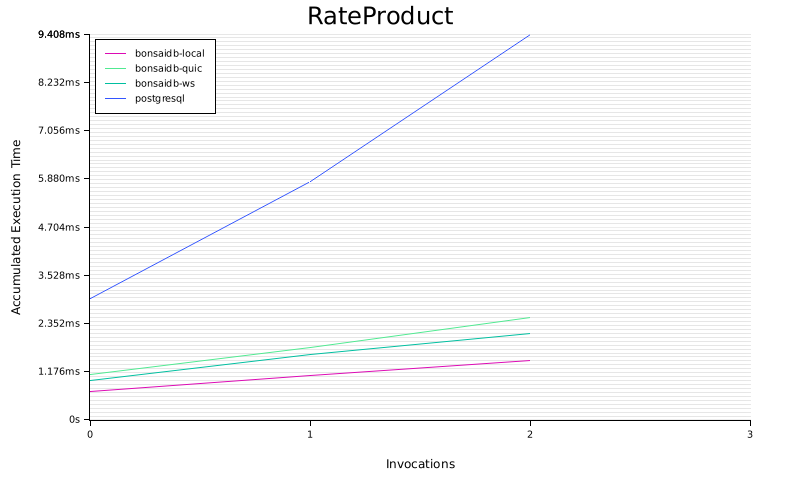 RateProduct
9.408ms
8.232ms
7.056ms
5.880ms
4.704ms
3.528ms
2.352ms
1.176ms
0s
bonsaidb-local
bonsaidb-quic
bonsaidb-ws
postgresql
Accumulated Execution Time
0 1 2 3
Invocations